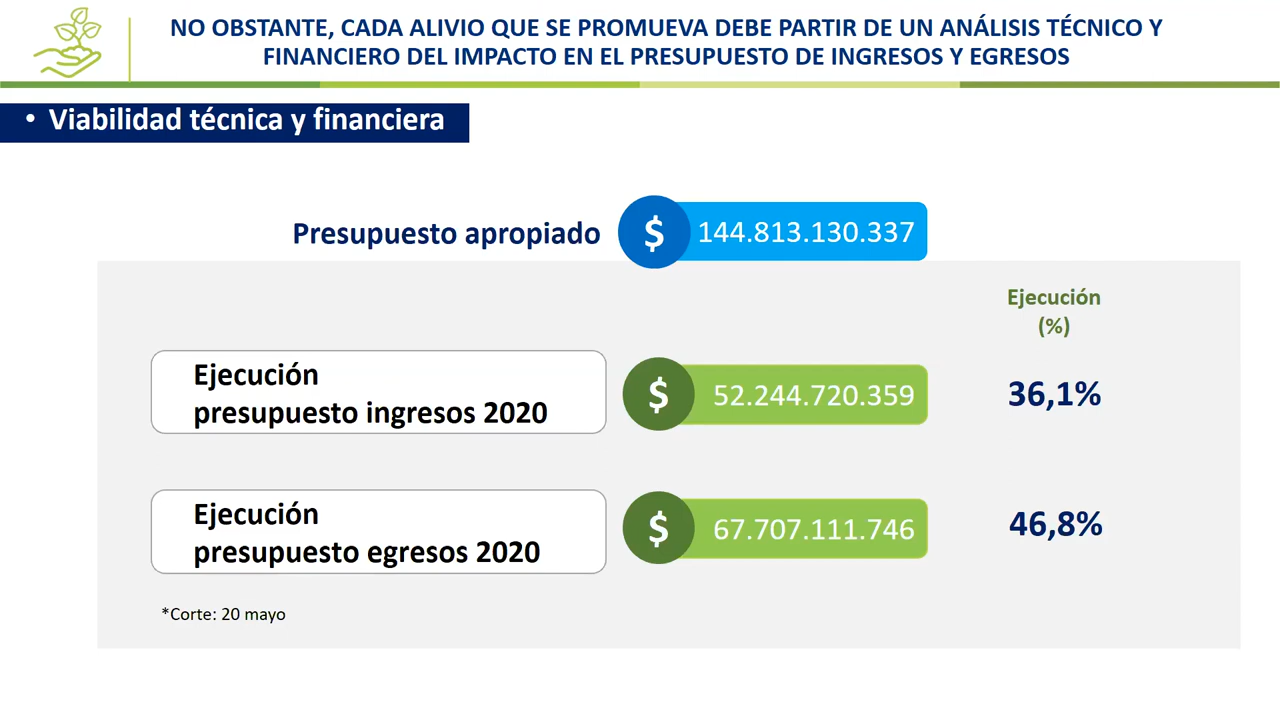 NO OBSTANTE, CADA ALIVIO QUE SE PROMUEVA DEBE PARTIR DE UN ANÁLISIS TÉCNICO Y
FINANCIERO DEL IMPACTO EN EL PRESUPUESTO DE INGRESOS Y EGRESOS
• Viabilidad técnica y financiera
Presupuesto apropiado $ 144.813.130.337
Ejecución
(%)
Ejecución
presupuesto ingresos 2020
$ 52.244.720.359 36,1%
Ejecución
presupuesto egresos 2020
$ 67.707.111.746 46,8%
*Corte: 20 mayo